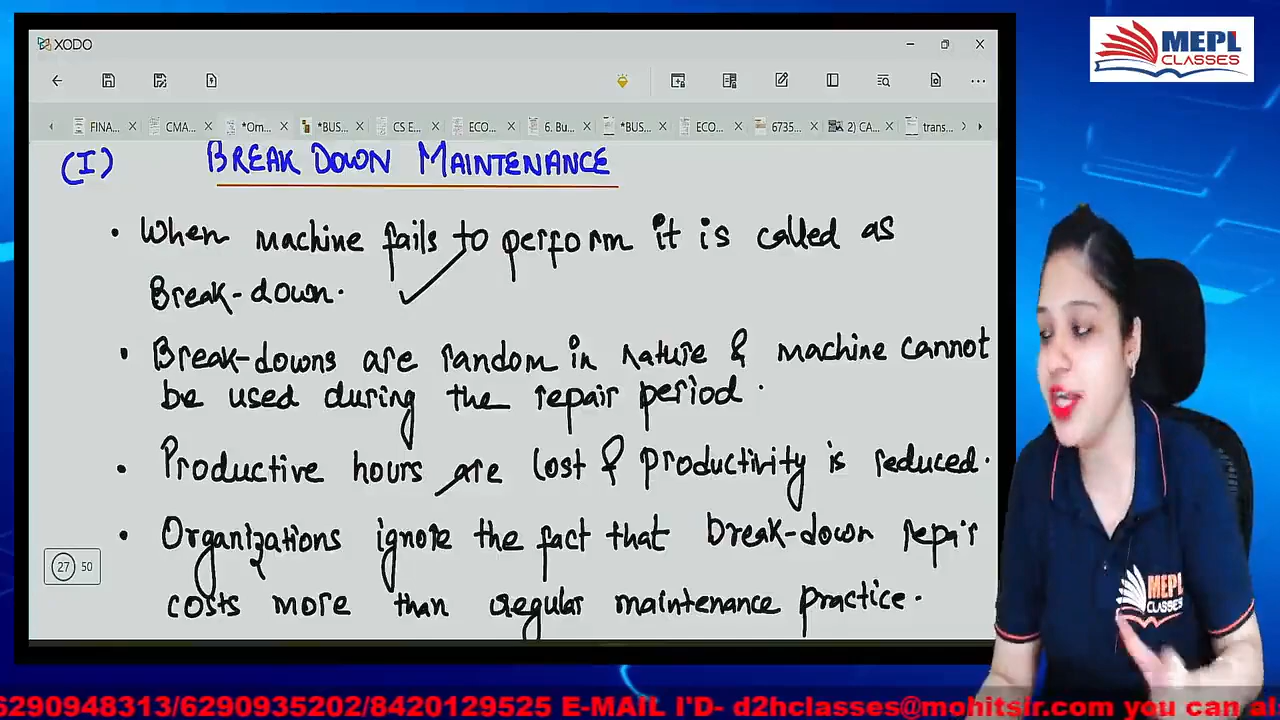 XODO
MEPL
CLASSES
FINA...
CMA...
*Om...
*BUS...
CS E...
ECO...
6. Bu...
*BUS...
ECO...
6735...
2) CA...
trans...
(I) BREAK DOWN MAINTENANCE
• When machine fails to perform it is called as
Break-down.
• Break-downs are random in nature & machine cannot
be used during the repair period.
• Productive hours are lost & productivity is reduced.
• Organizations ignore the fact that break-down repair
costs more than regular maintenance practice.
27 50
MEPL
CLASSES
6290948313/6290935202/8420129525 E-MAIL I'D- d2hclasses@mohitsir.com you can al